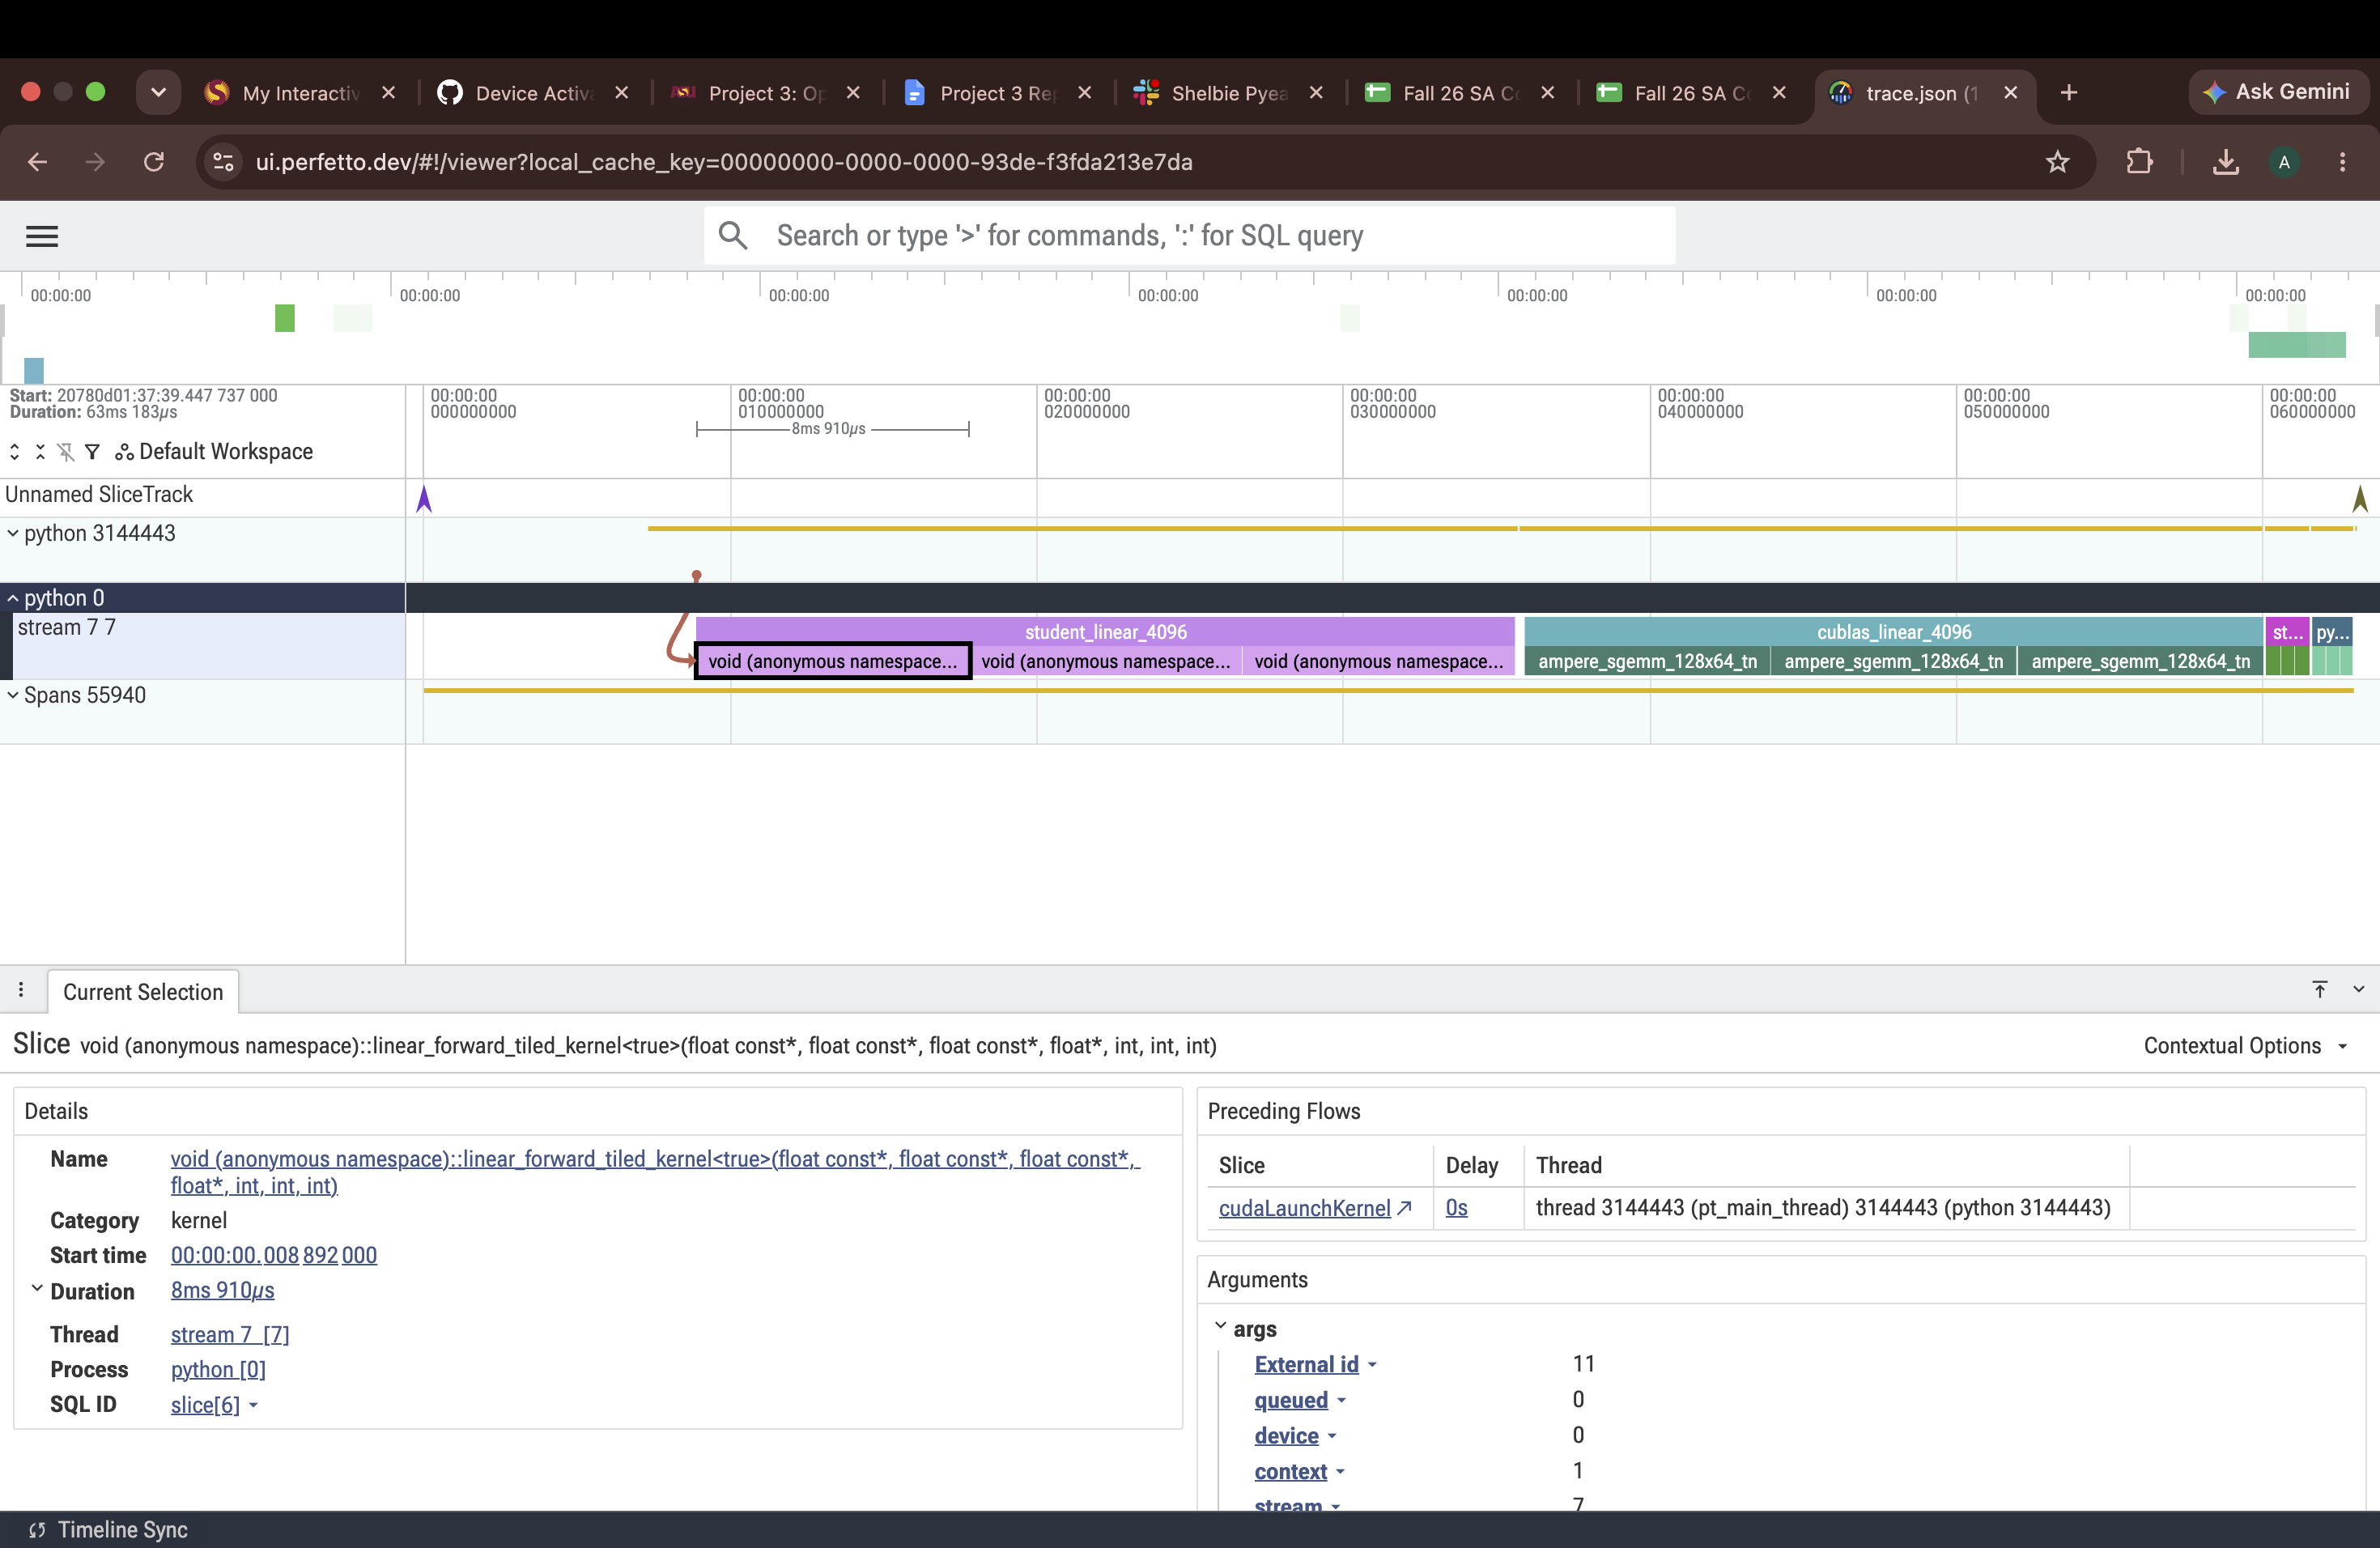 My Interactiv
Device Activa
Project 3: Op
Project 3 Rep
Shelbie Pyea
Fall 26 SA Co
Fall 26 SA Co
trace.json (1
Ask Gemini
ui.perfetto.dev/#!/viewer?local_cache_key=00000000-0000-0000-93de-f3fda213e7da
A
Search or type '>' for commands, ':' for SQL query
00:00:00 00:00:00 00:00:00 00:00:00 00:00:00 00:00:00 00:00:00
Start: 20780d01:37:39.447 737 000
Duration: 63ms 183µs
00:00:00 00:00:00 00:00:00 00:00:00 00:00:00 00:00:00 00:00:00
000000000 010000000 020000000 030000000 040000000 050000000 060000000
8ms 910µs
Default Workspace
Unnamed SliceTrack
python 3144443
python 0
stream 7 7
student_linear_4096 cublas_linear_4096 st... py...
void (anonymous namespace... void (anonymous namespace... void (anonymous namespace... ampere_sgemm_128x64_tn ampere_sgemm_128x64_tn ampere_sgemm_128x64_tn
Spans 55940
Current Selection
Slice void (anonymous namespace)::linear_forward_tiled_kernel<true>(float const*, float const*, float const*, float*, int, int, int)
Contextual Options
Details
Name void (anonymous namespace)::linear_forward_tiled_kernel<true>(float const*, float const*, float const*,
float*, int, int, int)
Category kernel
Start time 00:00:00.008 892 000
Duration 8ms 910µs
Thread stream 7 [7]
Process python [0]
SQL ID slice[6]
Preceding Flows
Slice Delay Thread
cudaLaunchKernel 0s thread 3144443 (pt_main_thread) 3144443 (python 3144443)
Arguments
args
External id 11
queued 0
device 0
context 1
stream 7
Timeline Sync